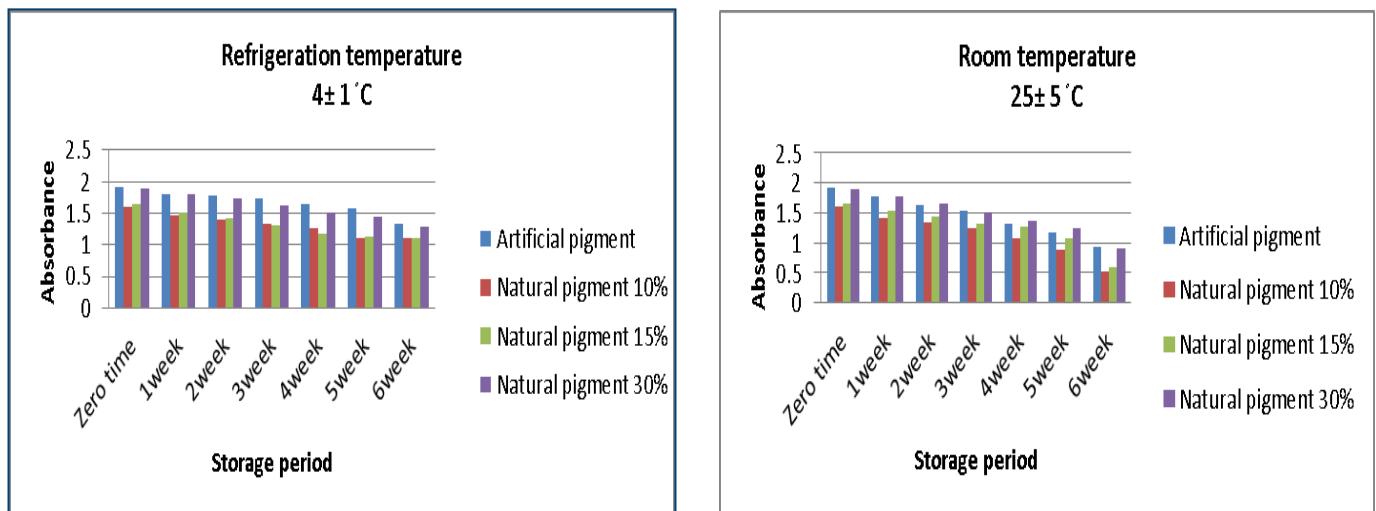 Refrigeration temperature
4± 1´C
2.5
2
1.5
1
0.5
0
Absorbance
Zero time
1week
2week
3week
4week
5week
6week
Storage period
Artificial pigment
Natural pigment 10%
Natural pigment 15%
Natural pigment 30%
Room temperature
25± 5´C
2.5
2
1.5
1
0.5
0
Absorbance
Zero time
1week
2week
3week
4week
5week
6week
Storage period
Artificial pigment
Natural pigment 10%
Natural pigment 15%
Natural pigment 30%